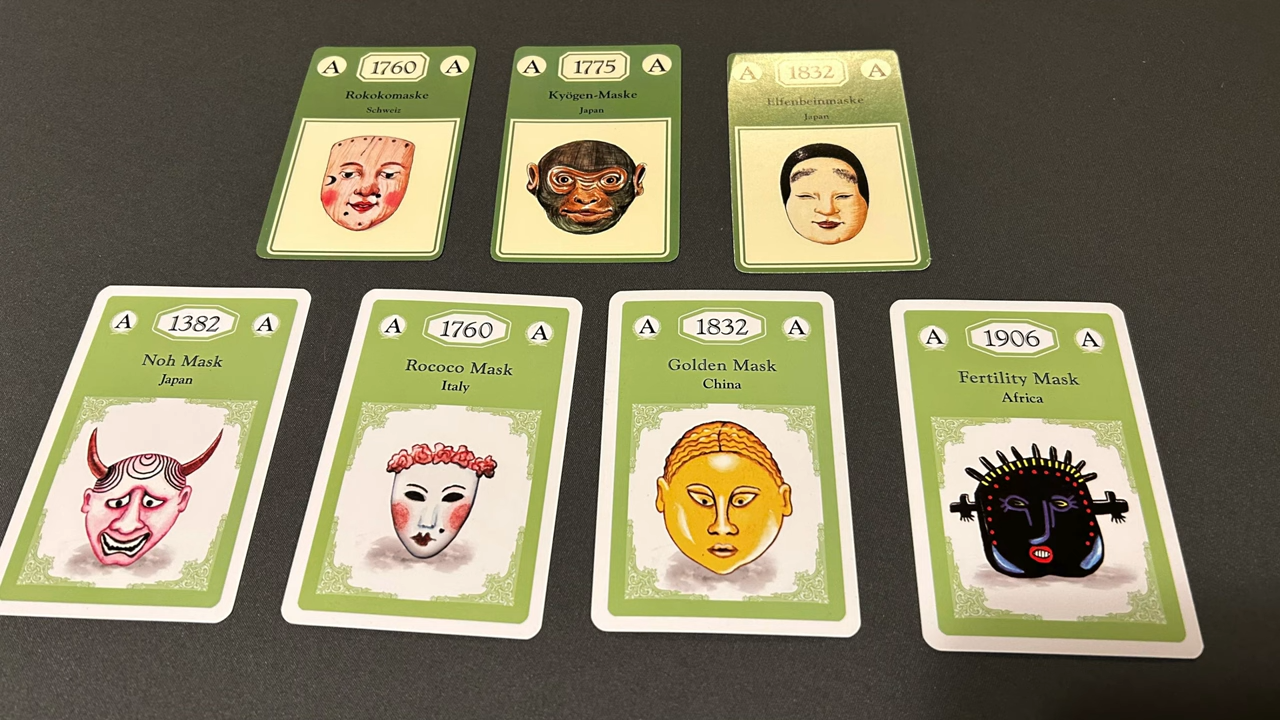 A 1760 A
Rokokomaske
Schweiz
A 1775 A
Kyögen-Maske
Japan
A 1832 A
Elfenbeinmaske
Japan
A 1382 A
Noh Mask
Japan
A 1760 A
Rococo Mask
Italy
A 1832 A
Golden Mask
China
A 1906 A
Fertility Mask
Africa